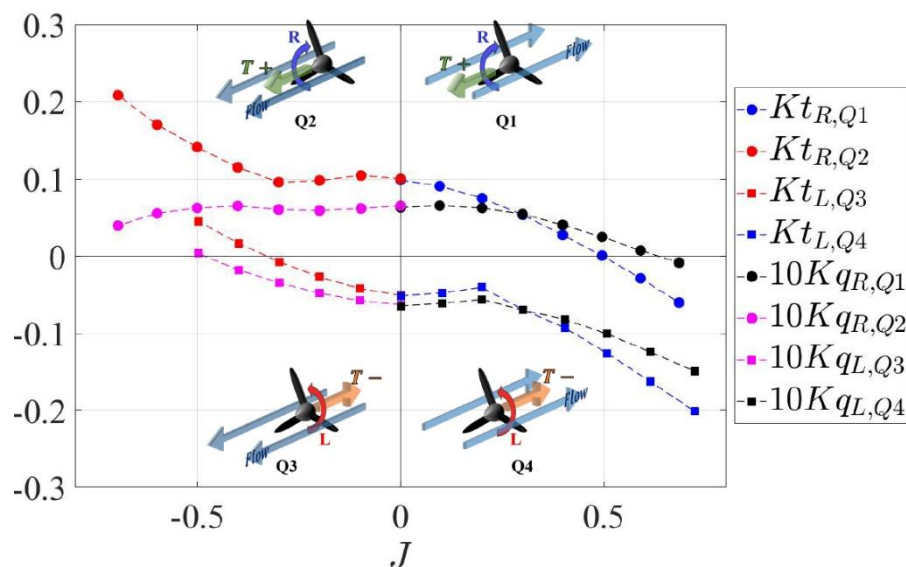 0.3
0.2
0.1
0
-0.1
-0.2
-0.3
-0.5
0
0.5
J
R
T+
Flow
Q2
R
T+
Flow
Q1
T-
L
Flow
Q3
T-
L
Flow
Q4
Kt_{R,Q1}
Kt_{R,Q2}
Kt_{L,Q3}
Kt_{L,Q4}
10Kq_{R,Q1}
10Kq_{R,Q2}
10Kq_{L,Q3}
10Kq_{L,Q4}